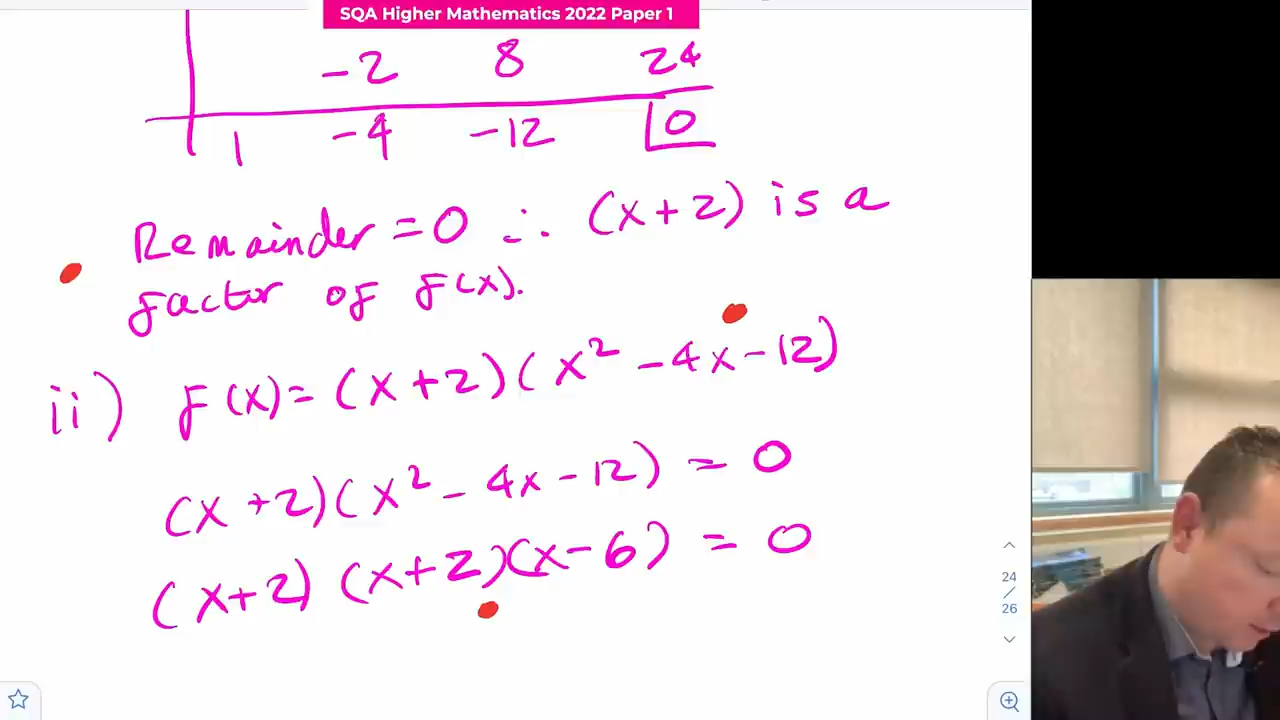 SQA Higher Mathematics 2022 Paper 1
-2 8 24
1 -4 -12 0
Remainder = 0 ∴ (x+2) is a
factor of f(x).
ii) f(x) = (x+2)(x² -4x-12)
(x+2)(x² - 4x - 12) = 0
(x+2) (x+2)(x-6) = 0
24
/
26